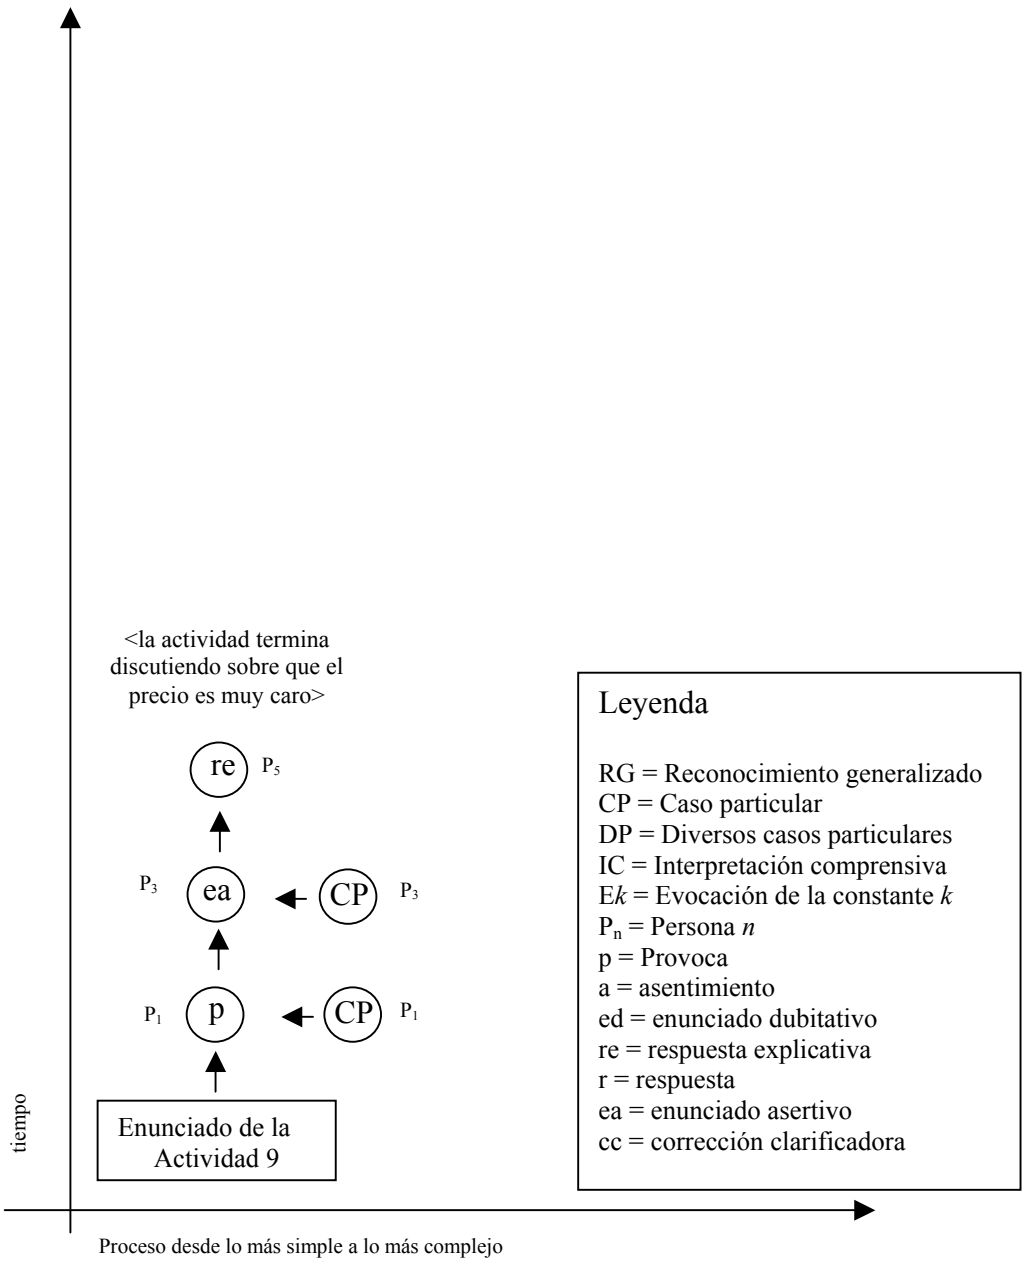 <la actividad termina
discutiendo sobre que el
precio es muy caro>
re P₅
P₃ ea CP P₃
P₁ p CP P₁
Enunciado de la
Actividad 9
tiempo
Proceso desde lo más simple a lo más complejo
Leyenda
RG = Reconocimiento generalizado
CP = Caso particular
DP = Diversos casos particulares
IC = Interpretación comprensiva
Ek = Evocación de la constante k
Pₙ = Persona n
p = Provoca
a = asentimiento
ed = enunciado dubitativo
re = respuesta explicativa
r = respuesta
ea = enunciado asertivo
cc = corrección clarificadora